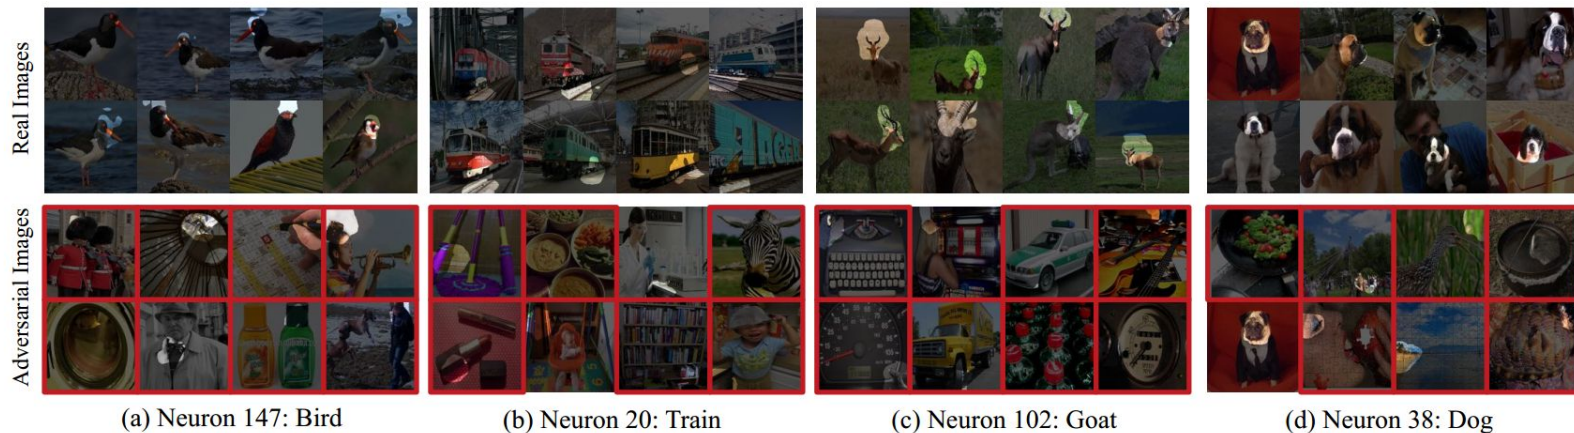 Real Images
Adversarial Images
(a) Neuron 147: Bird
(b) Neuron 20: Train
(c) Neuron 102: Goat
(d) Neuron 38: Dog